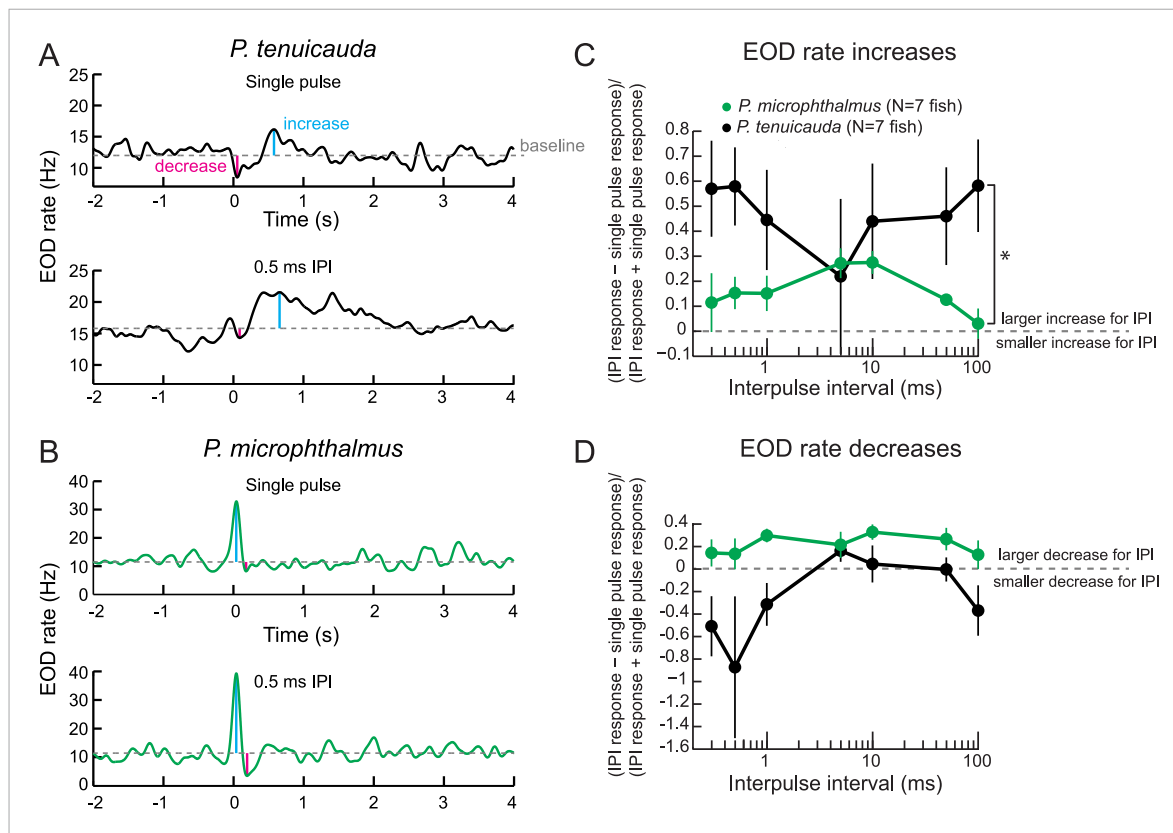 A
P. tenuicauda
Single pulse
25
20
15
10
increase
decrease
baseline
-2
-1
0
1
2
3
4
Time (s)
EOD rate (Hz)
0.5 ms IPI
25
20
15
10
-2
-1
0
1
2
3
4
B
P. microphthalmus
Single pulse
40
30
20
10
0
-2
-1
0
1
2
3
4
Time (s)
EOD rate (Hz)
0.5 ms IPI
40
30
20
10
0
-2
-1
0
1
2
3
4
C
EOD rate increases
P. microphthalmus (N=7 fish)
P. tenuicauda (N=7 fish)
(IPI response − single pulse response)/
(IPI response + single pulse response)
0.8
0.7
0.6
0.5
0.4
0.3
0.2
0.1
0
−0.1
*
larger increase for IPI
smaller increase for IPI
1
10
100
Interpulse interval (ms)
D
EOD rate decreases
(IPI response − single pulse response)/
(IPI response + single pulse response)
0.4
0.2
0
-0.2
-0.4
-0.6
-0.8
-1
-1.2
-1.4
-1.6
larger decrease for IPI
smaller decrease for IPI
1
10
100
Interpulse interval (ms)